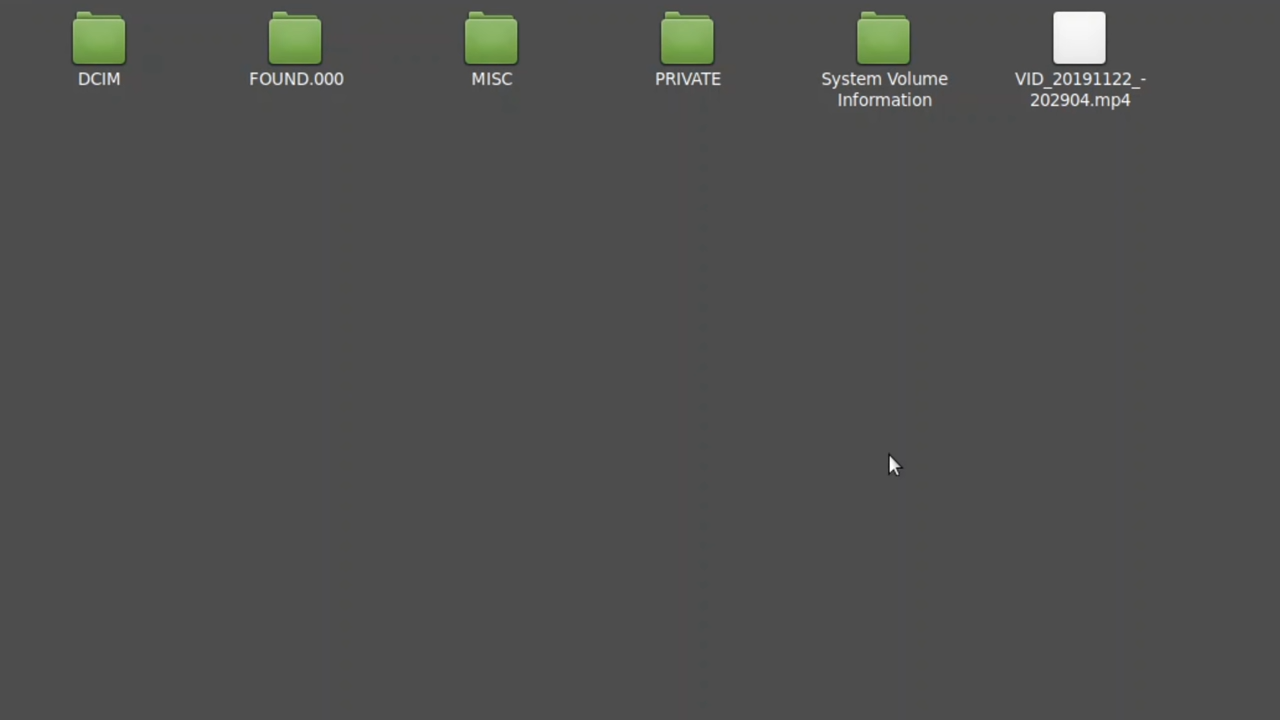 DCIM
FOUND.000
MISC
PRIVATE
System Volume
Information
VID_20191122_-
202904.mp4